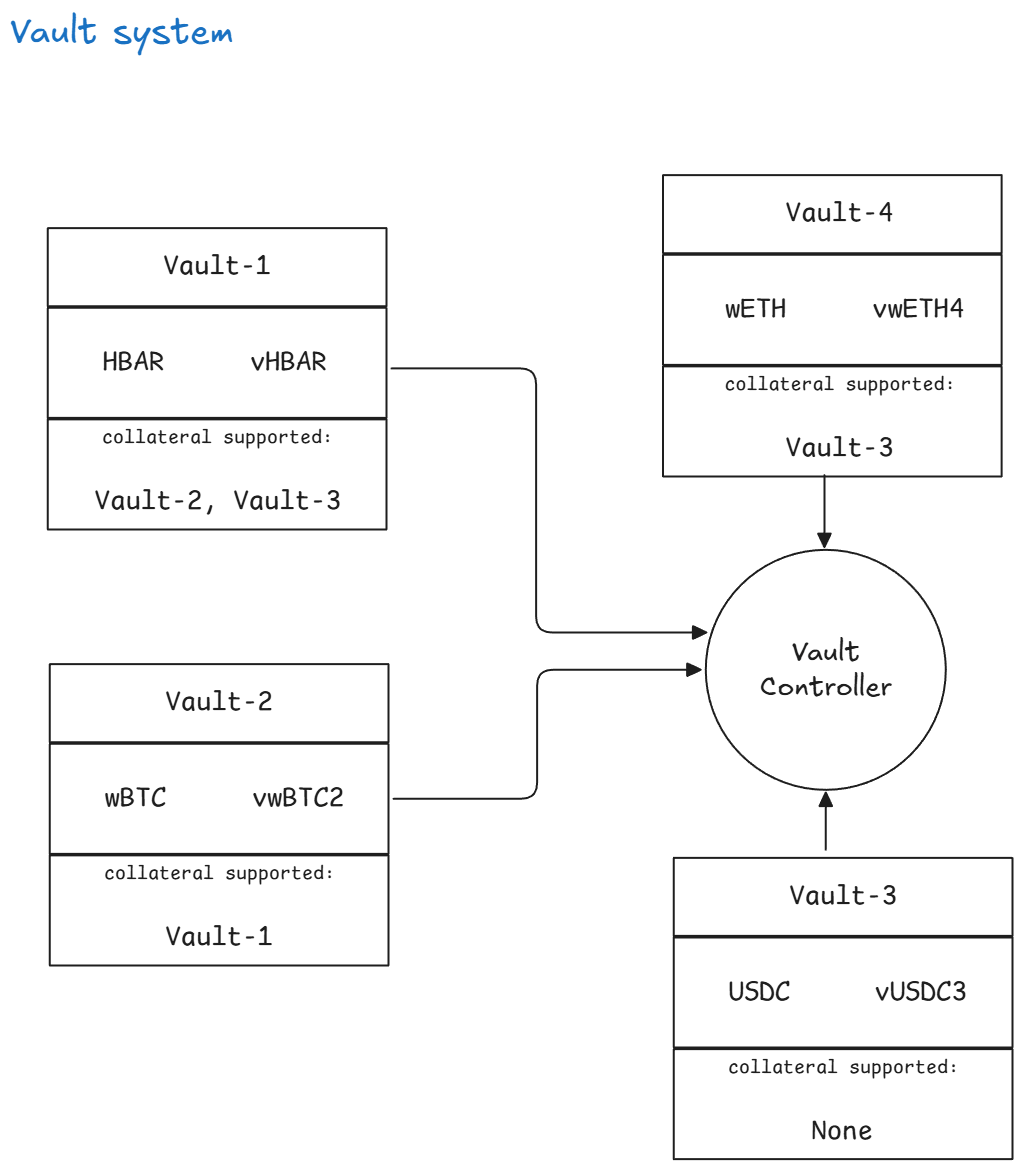 Vault system
Vault-1
HBAR vHBAR
collateral supported:
Vault-2, Vault-3
Vault-4
wETH vwETH4
collateral supported:
Vault-3
Vault
Controller
Vault-2
wBTC vwBTC2
collateral supported:
Vault-1
Vault-3
USDC vUSDC3
collateral supported:
None